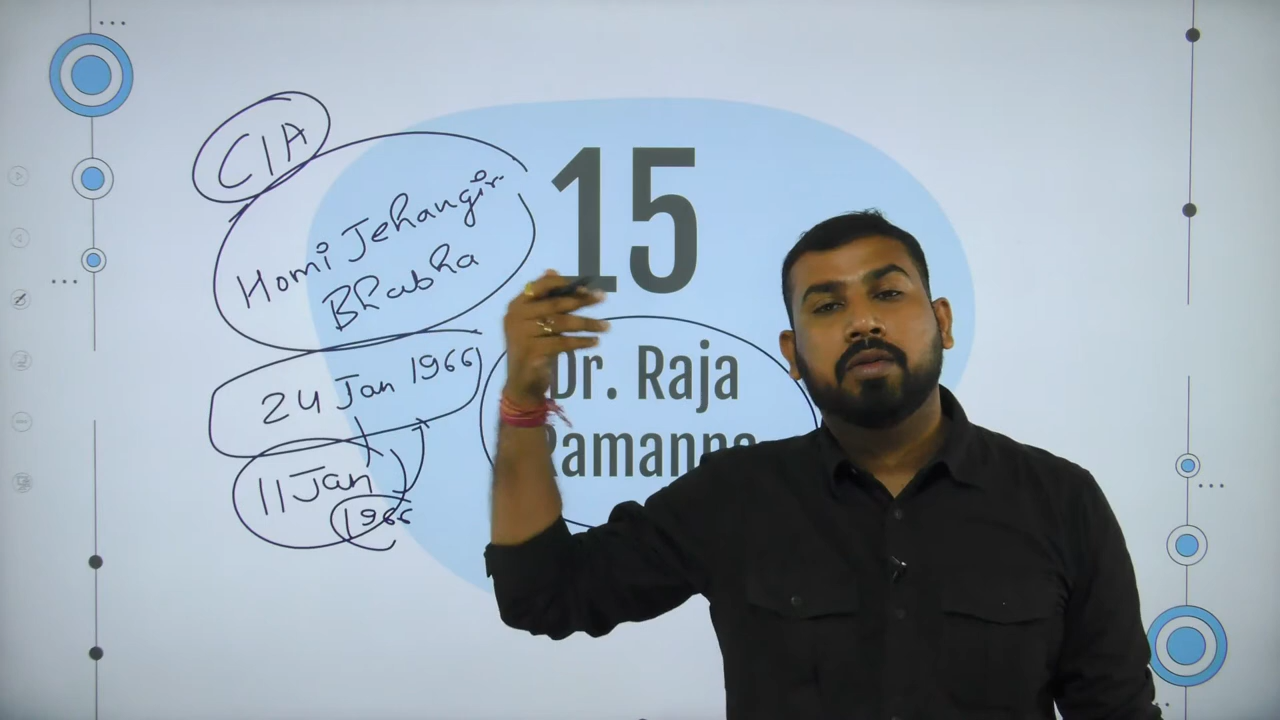 CIA
Homi Jehangir
Bhabha
24 Jan 1966
11 Jan
1966
15
Dr. Raja
Ramanna